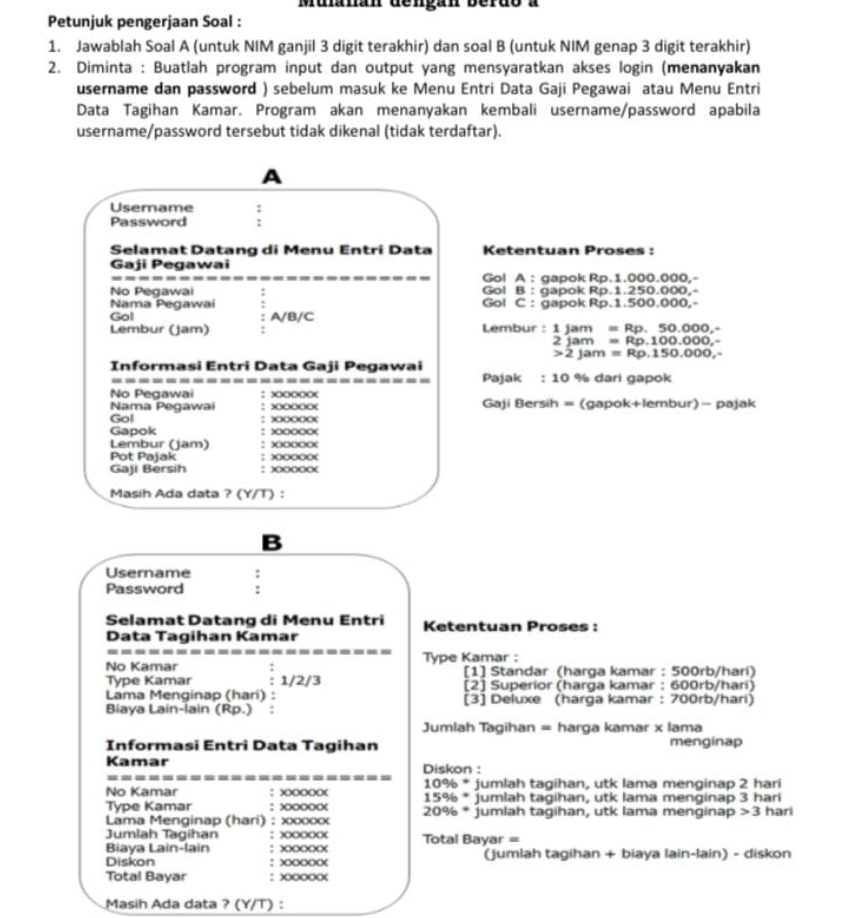 Mulailah dengan berdo'a
Petunjuk pengerjaan Soal :
1. Jawablah Soal A (untuk NIM ganjil 3 digit terakhir) dan soal B (untuk NIM genap 3 digit terakhir)
2. Diminta : Buatlah program input dan output yang mensyaratkan akses login (menanyakan
username dan password ) sebelum masuk ke Menu Entri Data Gaji Pegawai atau Menu Entri
Data Tagihan Kamar. Program akan menanyakan kembali username/password apabila
username/password tersebut tidak dikenal (tidak terdaftar).
A
Username :
Password :
Selamat Datang di Menu Entri Data
Gaji Pegawai
==============================
No Pegawai :
Nama Pegawai :
Gol : A/B/C
Lembur (jam) :
Informasi Entri Data Gaji Pegawai
==============================
No Pegawai : xxxxxx
Nama Pegawai : xxxxxx
Gol : xxxxxx
Gapok : xxxxxx
Lembur (jam) : xxxxxx
Pot Pajak : xxxxxx
Gaji Bersih : xxxxxx
Masih Ada data ? (Y/T) :
Ketentuan Proses :
Gol A : gapok Rp.1.000.000,-
Gol B : gapok Rp.1.250.000,-
Gol C : gapok Rp.1.500.000,-
Lembur : 1 jam = Rp. 50.000,-
2 jam = Rp.100.000,-
>2 jam = Rp.150.000,-
Pajak : 10 % dari gapok
Gaji Bersih = (gapok+lembur) – pajak
B
Username :
Password :
Selamat Datang di Menu Entri
Data Tagihan Kamar
===========================
No Kamar :
Type Kamar : 1/2/3
Lama Menginap (hari) :
Biaya Lain-lain (Rp.) :
Informasi Entri Data Tagihan
Kamar
===========================
No Kamar : xxxxxx
Type Kamar : xxxxxx
Lama Menginap (hari) : xxxxxx
Jumlah Tagihan : xxxxxx
Biaya Lain-lain : xxxxxx
Diskon : xxxxxx
Total Bayar : xxxxxx
Masih Ada data ? (Y/T) :
Ketentuan Proses :
Type Kamar :
[1] Standar (harga kamar : 500rb/hari)
[2] Superior (harga kamar : 600rb/hari)
[3] Deluxe (harga kamar : 700rb/hari)
Jumlah Tagihan = harga kamar x lama
menginap
Diskon :
10% * jumlah tagihan, utk lama menginap 2 hari
15% * jumlah tagihan, utk lama menginap 3 hari
20% * jumlah tagihan, utk lama menginap >3 hari
Total Bayar =
(jumlah tagihan + biaya lain-lain) - diskon